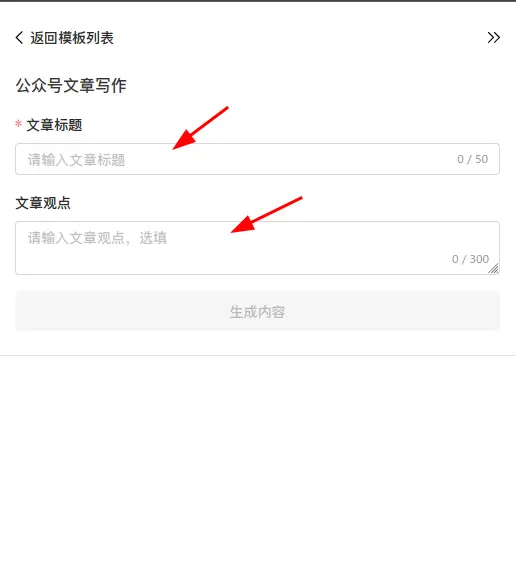 返回模板列表
公众号文章写作
* 文章标题
请输入文章标题 0 / 50
文章观点
请输入文章观点，选填
0 / 300
生成内容